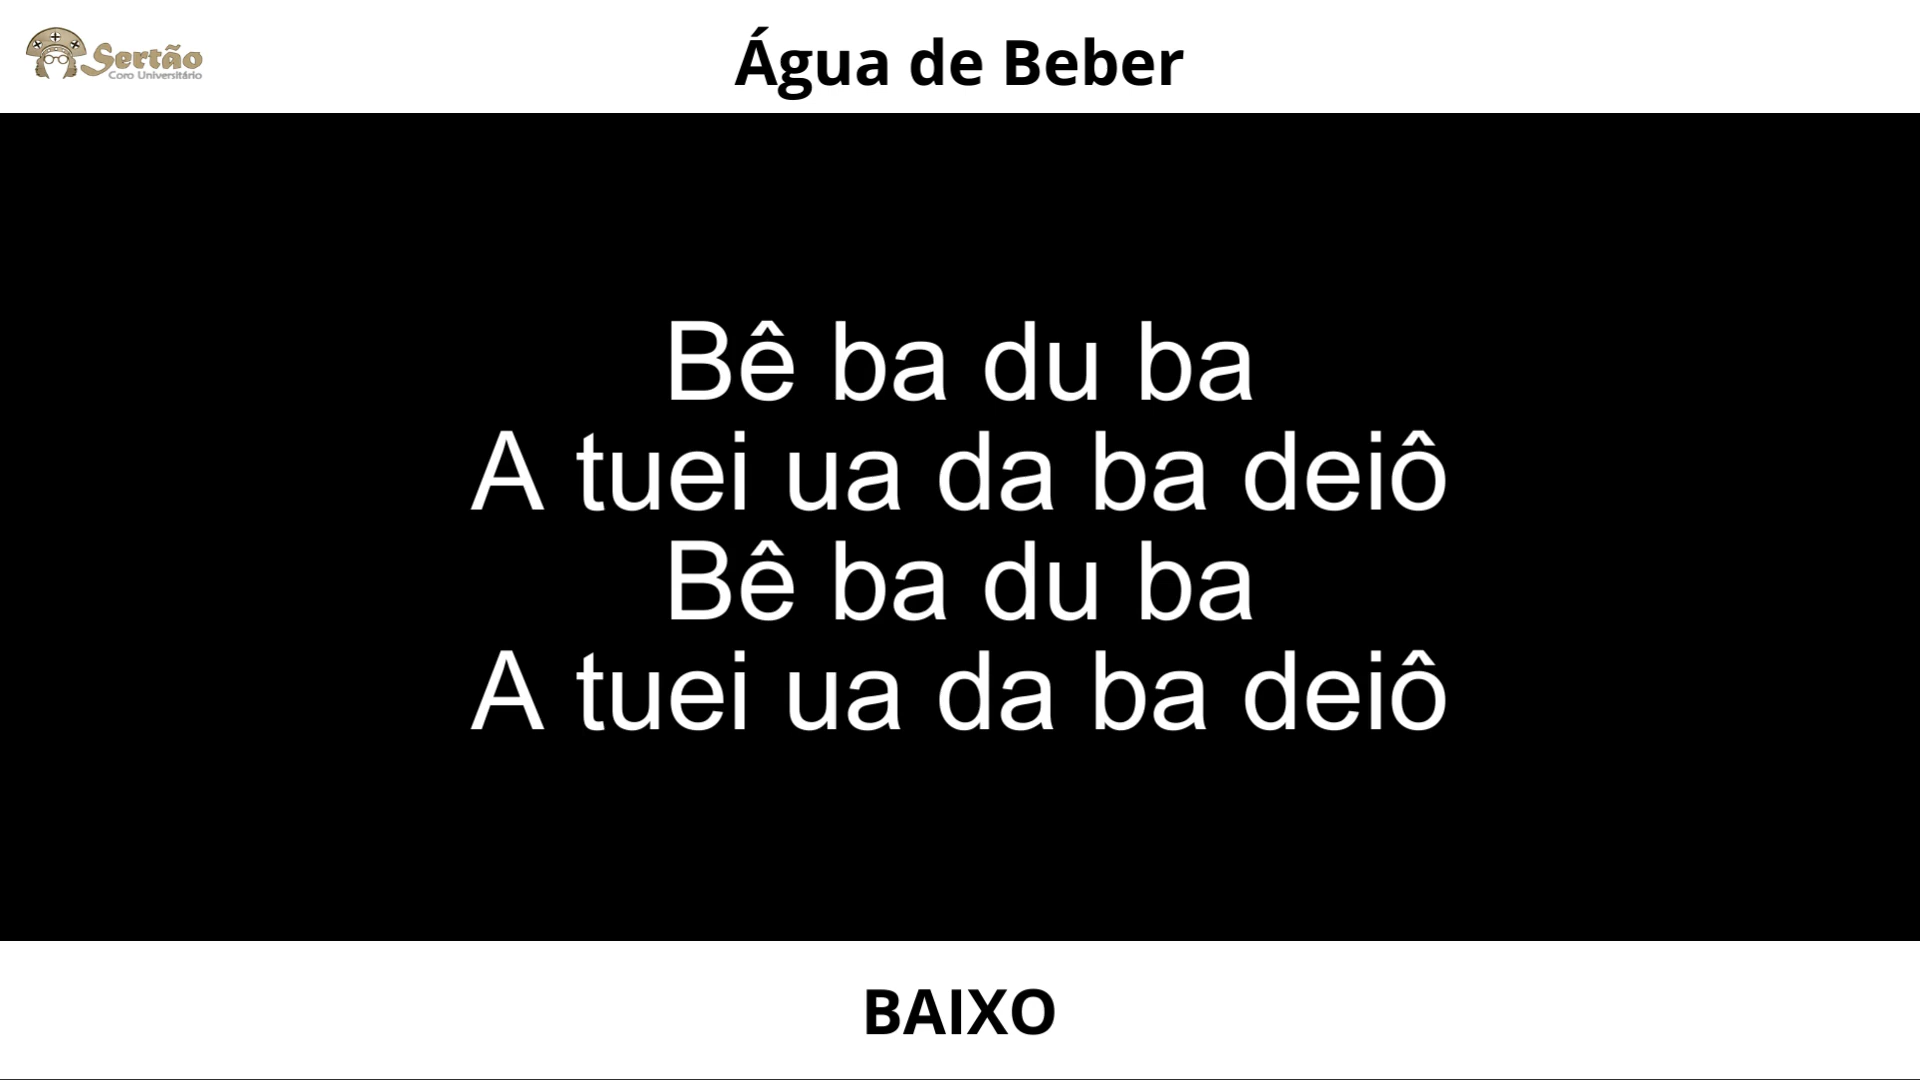 Sertão
Coro Universitário
Água de Beber
Bê ba du ba
A tuei ua da ba deiô
Bê ba du ba
A tuei ua da ba deiô
BAIXO